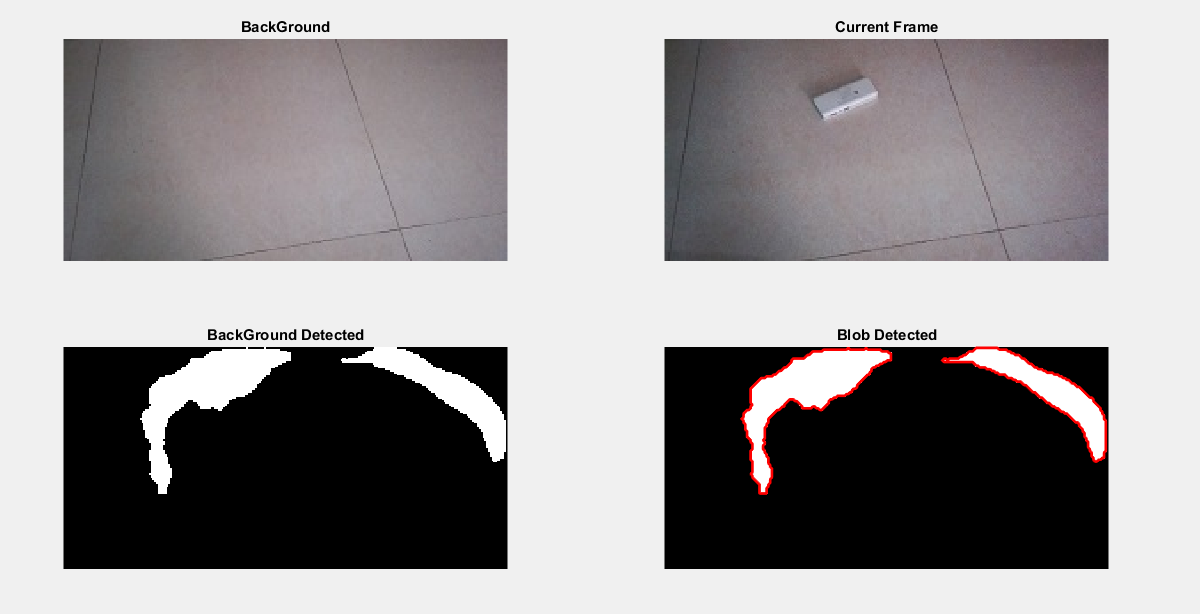 BackGround
Current Frame
BackGround Detected
Blob Detected